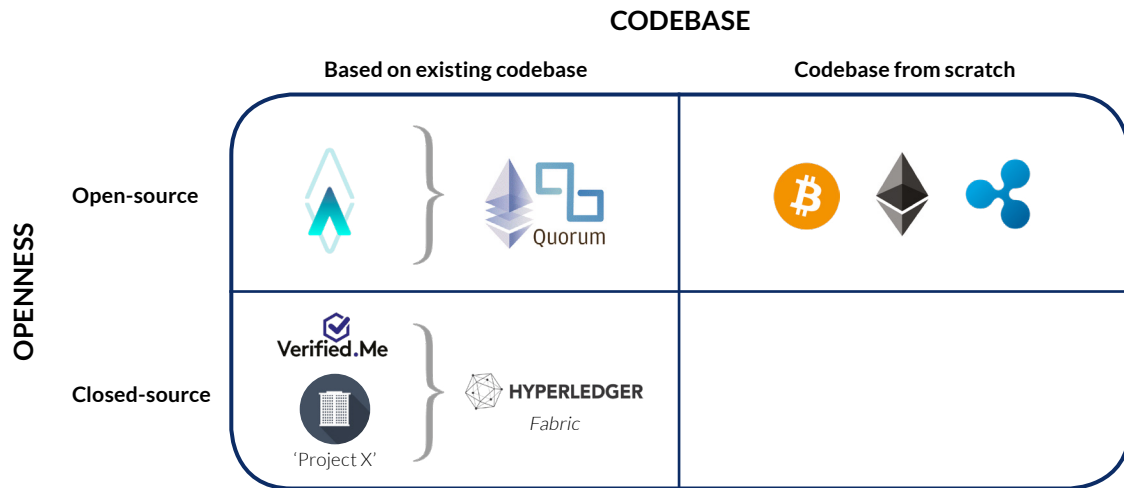 CODEBASE
Based on existing codebase
Codebase from scratch
OPENNESS
Open-source
Quorum
Closed-source
Verified.Me
HYPERLEDGER
Fabric
‘Project X’